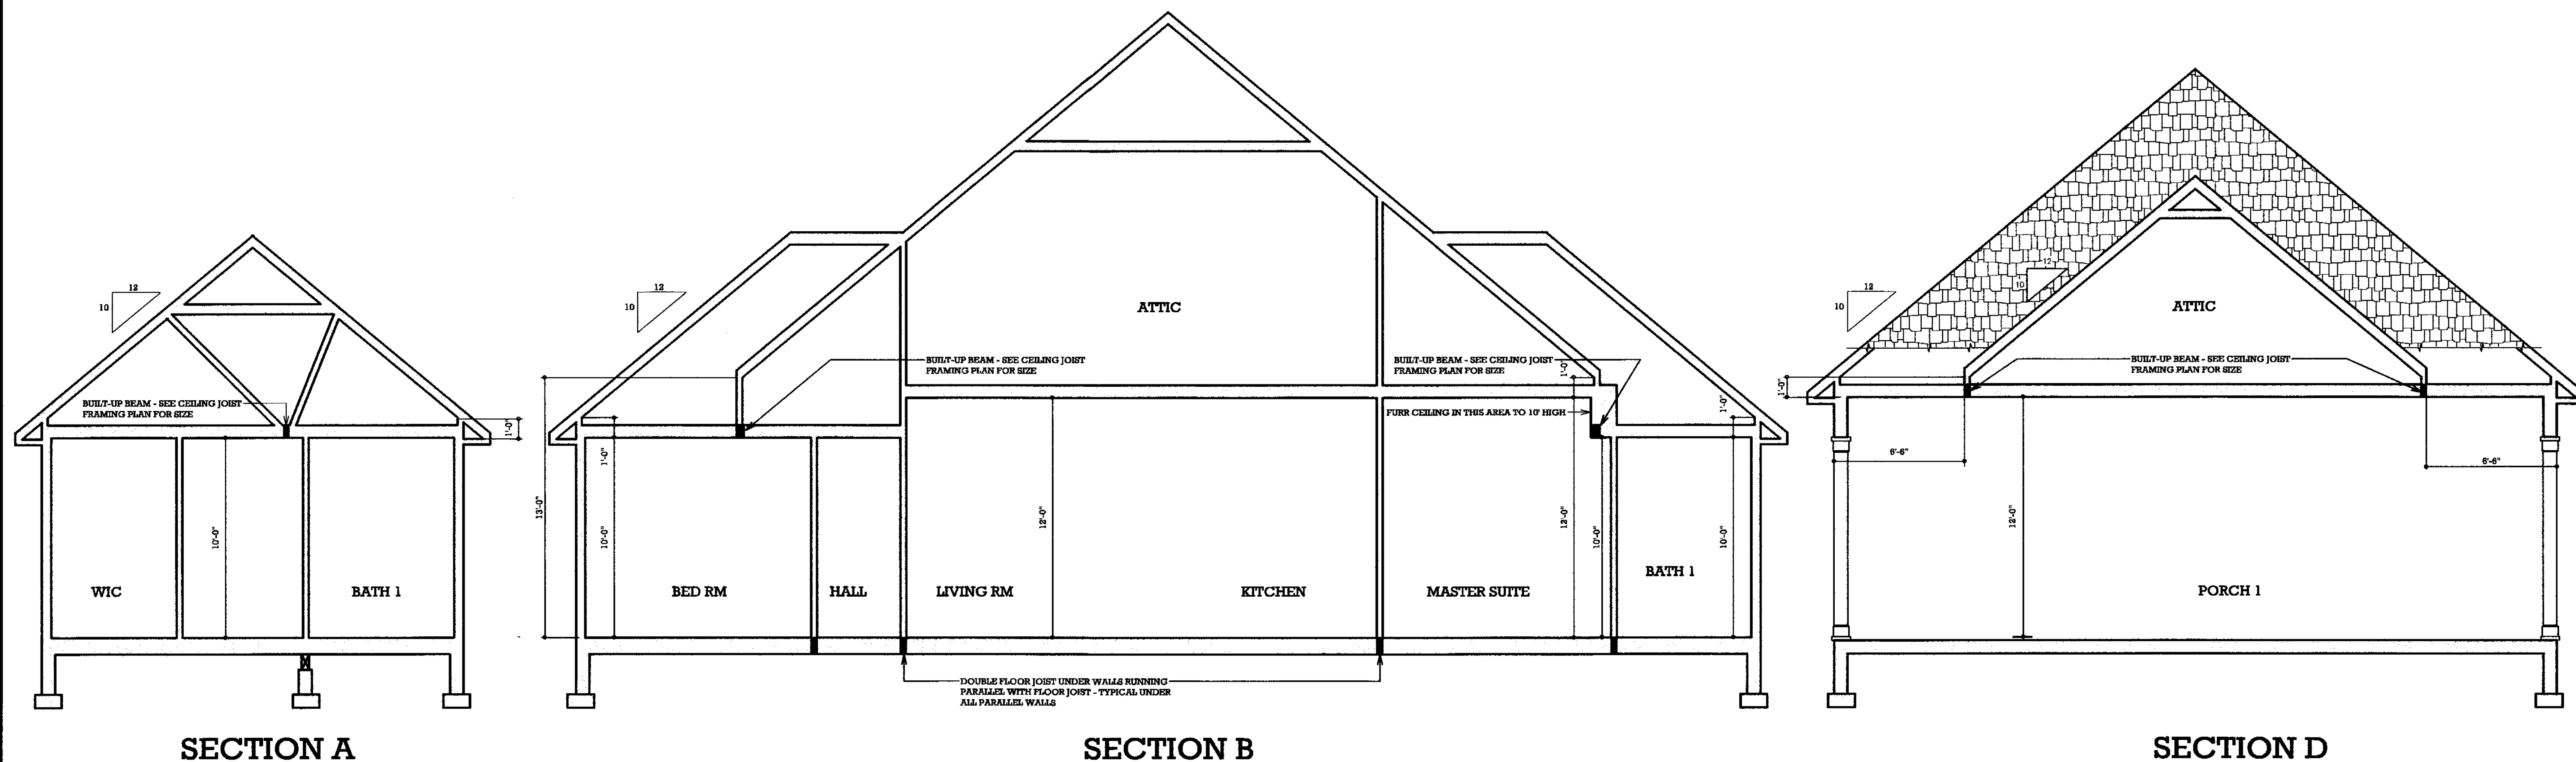 12
10
BUILT-UP BEAM - SEE CEILING JOIST
FRAMING PLAN FOR SIZE
1'-0"
10'-0"
WIC
BATH 1
SECTION A
12
10
BUILT-UP BEAM - SEE CEILING JOIST
FRAMING PLAN FOR SIZE
13'-0"
1'-0"
10'-0"
ATTIC
12'-0"
BED RM
HALL
LIVING RM
KITCHEN
MASTER SUITE
BATH 1
BUILT-UP BEAM - SEE CEILING JOIST
FRAMING PLAN FOR SIZE
1'-0"
FURR CEILING IN THIS AREA TO 10' HIGH
12'-0"
10'-0"
1'-0"
10'-0"
DOUBLE FLOOR JOIST UNDER WALLS RUNNING
PARALLEL WITH FLOOR JOIST - TYPICAL UNDER
ALL PARALLEL WALLS
SECTION B
12
10
12
10
ATTIC
BUILT-UP BEAM - SEE CEILING JOIST
FRAMING PLAN FOR SIZE
1'-0"
6'-6"
6'-6"
12'-0"
PORCH 1
SECTION D